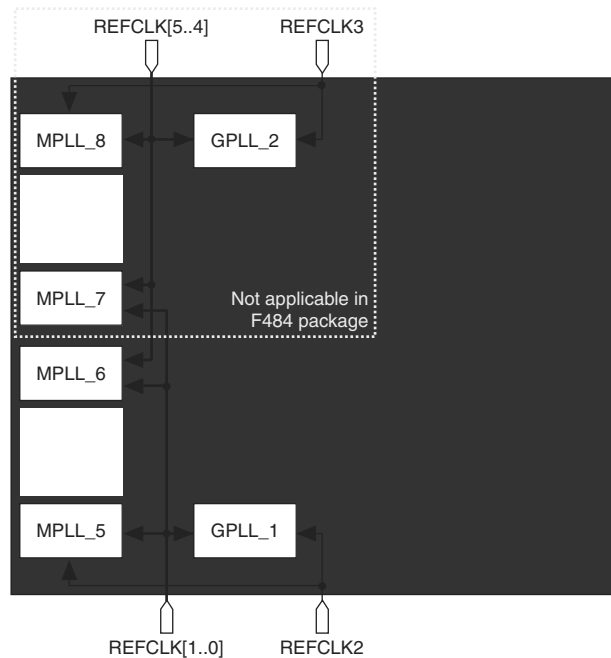 REFCLK[5..4]
REFCLK3
MPLL_8
GPLL_2
MPLL_7
Not applicable in
F484 package
MPLL_6
MPLL_5
GPLL_1
REFCLK[1..0]
REFCLK2